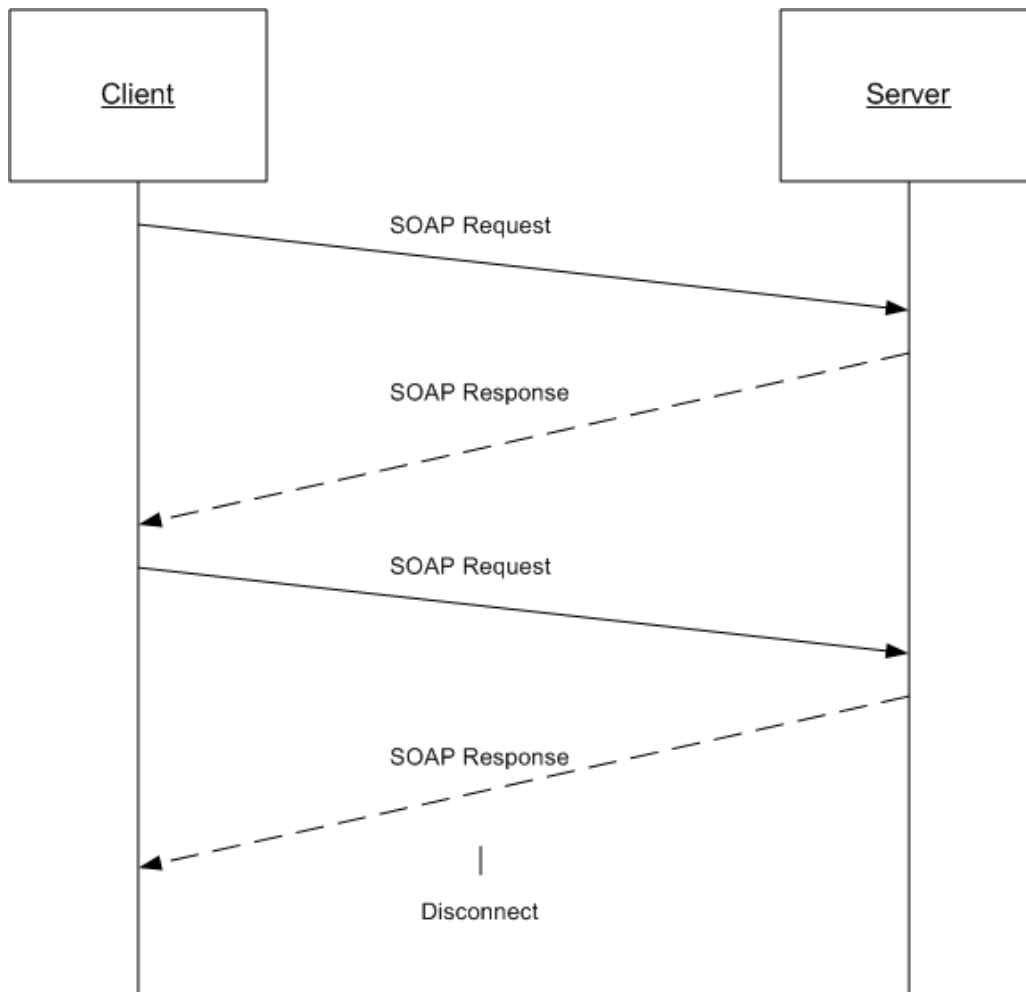 Client
Server
SOAP Request
SOAP Response
SOAP Request
SOAP Response
Disconnect